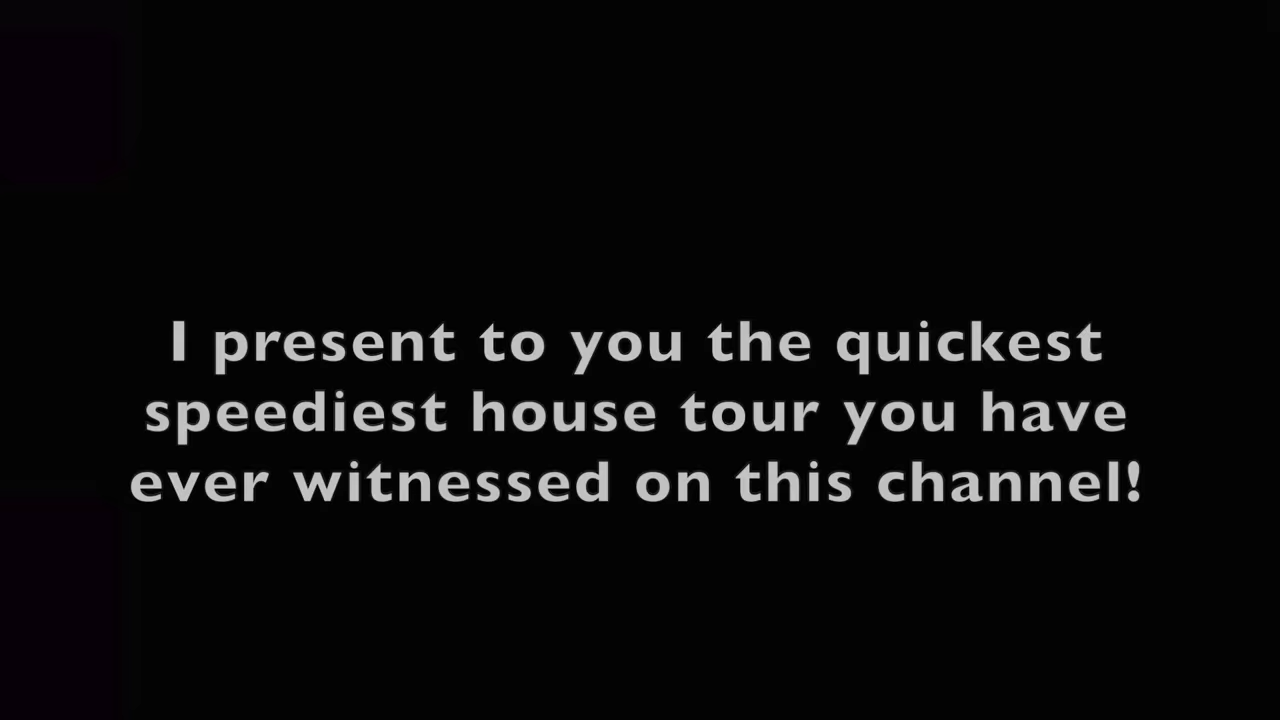 I present to you the quickest
speediest house tour you have
ever witnessed on this channel!